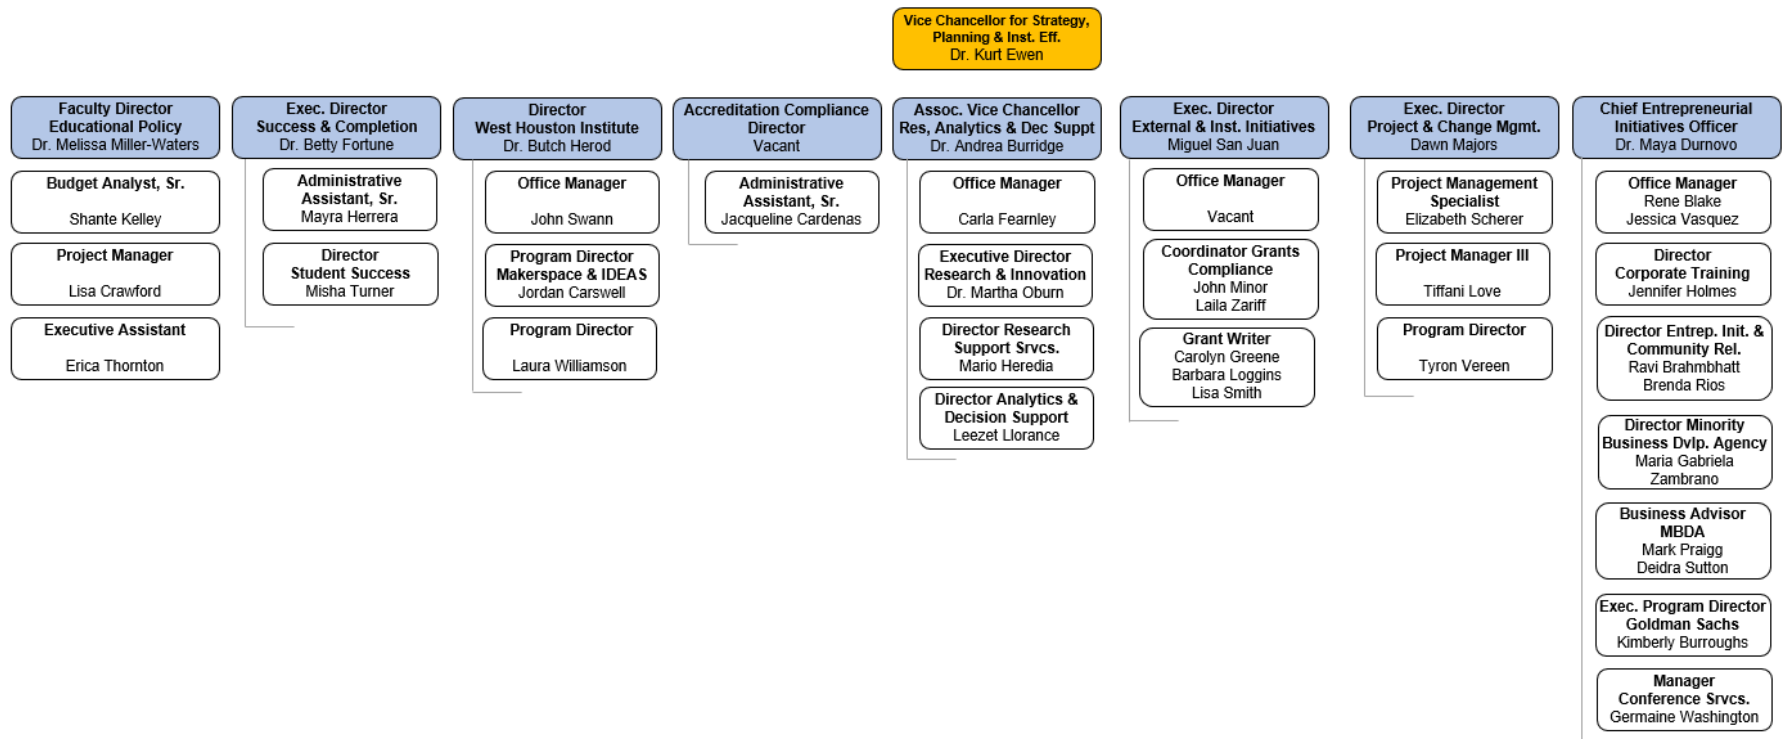 Vice Chancellor for Strategy,
Planning & Inst. Eff.
Dr. Kurt Ewen
Faculty Director
Educational Policy
Dr. Melissa Miller-Waters
Budget Analyst, Sr.
Shante Kelley
Project Manager
Lisa Crawford
Executive Assistant
Erica Thornton
Exec. Director
Success & Completion
Dr. Betty Fortune
Administrative
Assistant, Sr.
Mayra Herrera
Director
Student Success
Misha Turner
Director
West Houston Institute
Dr. Butch Herod
Office Manager
John Swann
Program Director
Makerspace & IDEAS
Jordan Carswell
Program Director
Laura Williamson
Accreditation Compliance
Director
Vacant
Administrative
Assistant, Sr.
Jacqueline Cardenas
Assoc. Vice Chancellor
Res, Analytics & Dec Suppt
Dr. Andrea Burridge
Office Manager
Carla Fearnley
Executive Director
Research & Innovation
Dr. Martha Oburn
Director Research
Support Srvcs.
Mario Heredia
Director Analytics &
Decision Support
Leezet Llorance
Exec. Director
External & Inst. Initiatives
Miguel San Juan
Office Manager
Vacant
Coordinator Grants
Compliance
John Minor
Laila Zariff
Grant Writer
Carolyn Greene
Barbara Loggins
Lisa Smith
Exec. Director
Project & Change Mgmt.
Dawn Majors
Project Management
Specialist
Elizabeth Scherer
Project Manager III
Tiffani Love
Program Director
Tyron Vereen
Chief Entrepreneurial
Initiatives Officer
Dr. Maya Durnovo
Office Manager
Rene Blake
Jessica Vasquez
Director
Corporate Training
Jennifer Holmes
Director Entrep. Init. &
Community Rel.
Ravi Brahmbhatt
Brenda Rios
Director Minority
Business Dvlp. Agency
Maria Gabriela
Zambrano
Business Advisor
MBDA
Mark Praigg
Deidra Sutton
Exec. Program Director
Goldman Sachs
Kimberly Burroughs
Manager
Conference Srvcs.
Germaine Washington